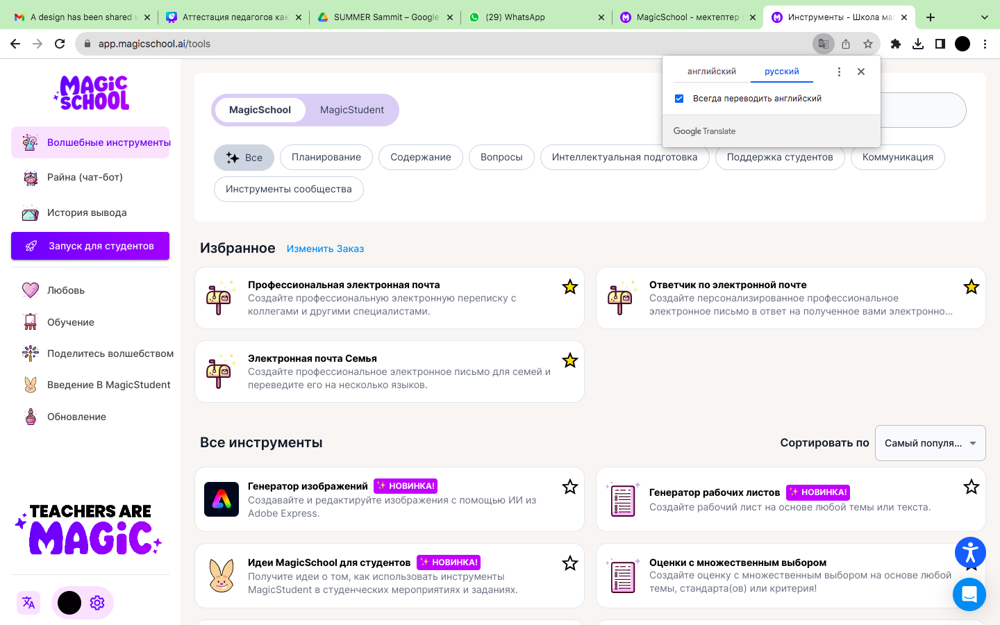 A design has been shared w
Аттестация педагогов как
SUMMER Sammit – Google
(29) WhatsApp
MagicSchool - мектептер
Инструменты - Школа ма
app.magicschool.ai/tools
английский
русский
Всегда переводить английский
Google Translate
MAGIC SCHOOL
Волшебные инструменты
Райна (чат-бот)
История вывода
Запуск для студентов
Любовь
Обучение
Поделитесь волшебством
Введение В MagicStudent
Обновление
TEACHERS ARE
MAGIC
MagicSchool
MagicStudent
Все
Планирование
Содержание
Вопросы
Интеллектуальная подготовка
Поддержка студентов
Коммуникация
Инструменты сообщества
Избранное
Изменить Заказ
Профессиональная электронная почта
Создайте профессиональную электронную переписку с
коллегами и другими специалистами.
Ответчик по электронной почте
Создайте персонализированное профессиональное
электронное письмо в ответ на полученное вами электронно...
Электронная почта Семья
Создайте профессиональное электронное письмо для семей и
переведите его на несколько языков.
Все инструменты
Сортировать по
Самый популя...
Генератор изображений
НОВИНКА!
Создавайте и редактируйте изображения с помощью ИИ из
Adobe Express.
Генератор рабочих листов
НОВИНКА!
Создайте рабочий лист на основе любой темы или текста.
Идеи MagicSchool для студентов
НОВИНКА!
Получите идеи о том, как использовать инструменты
MagicStudent в студенческих мероприятиях и заданиях.
Оценки с множественным выбором
Создайте оценку с множественным выбором на основе любой
темы, стандарта(ов) или критерия!